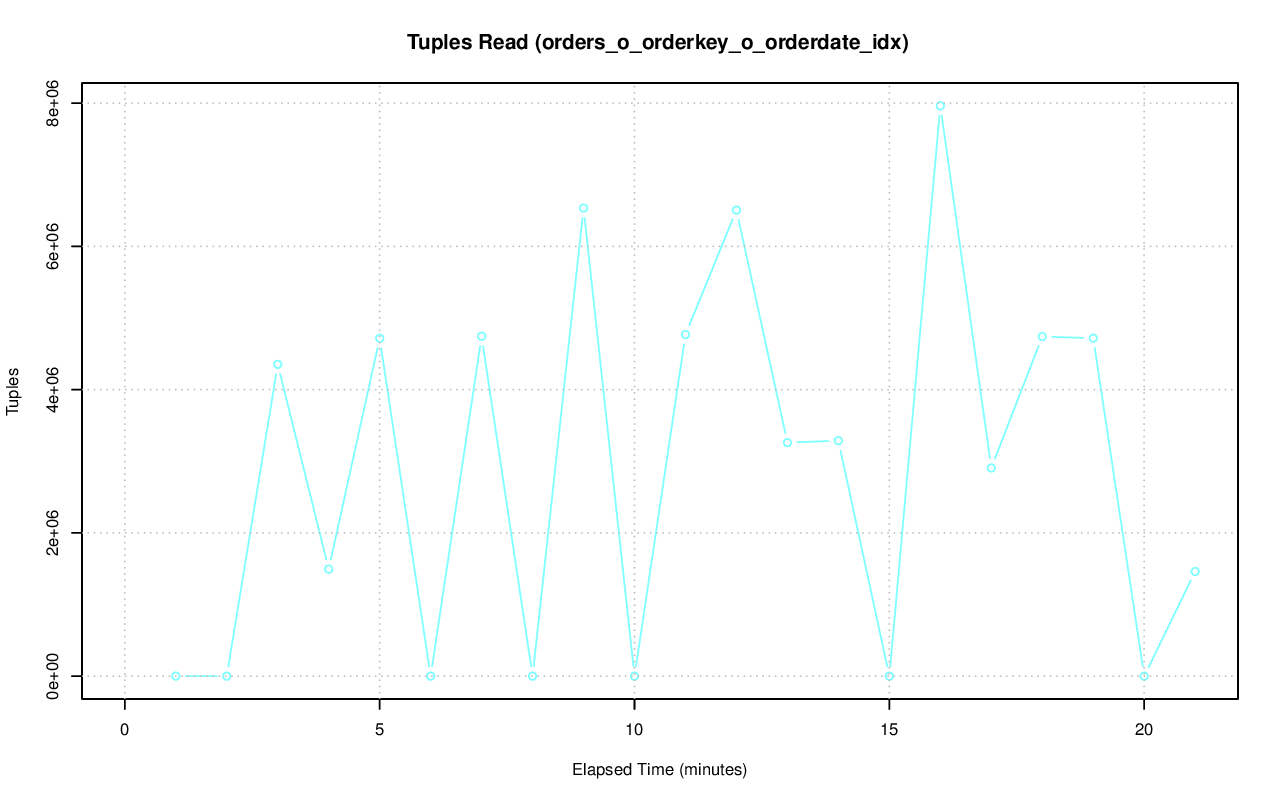 Tuples Read (orders_o_orderkey_o_orderdate_idx)
8e+06
6e+06
4e+06
2e+06
0e+00
Tuples
0 5 10 15 20
Elapsed Time (minutes)